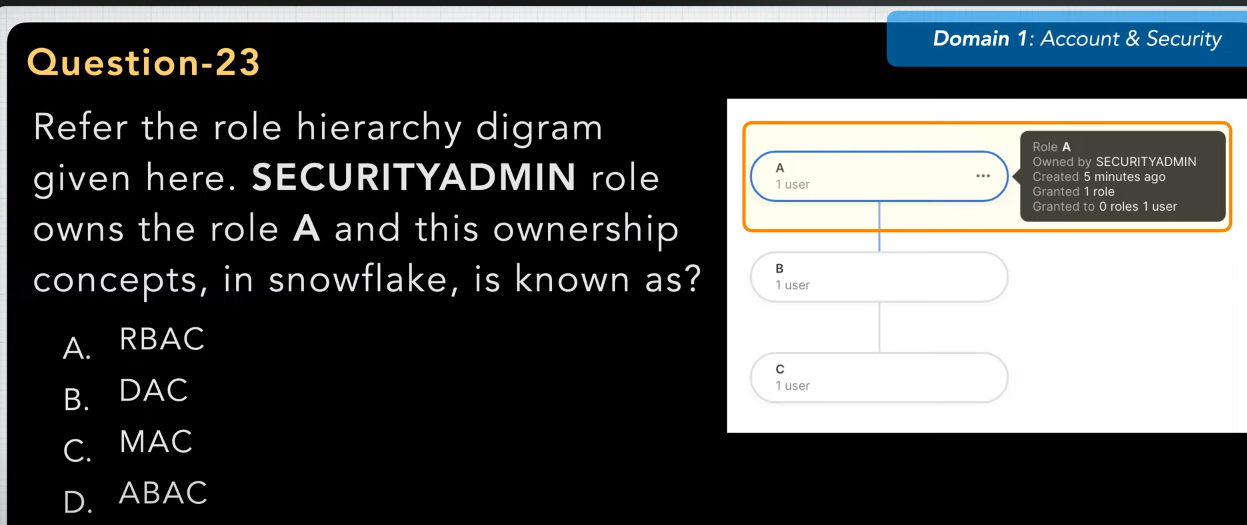 Domain 1: Account & Security
Question-23
Refer the role hierarchy digram
given here. SECURITYADMIN role
owns the role A and this ownership
concepts, in snowflake, is known as?
A. RBAC
B. DAC
C. MAC
D. ABAC
A
1 user
...
Role A
Owned by SECURITYADMIN
Created 5 minutes ago
Granted 1 role
Granted to 0 roles 1 user
B
1 user
C
1 user